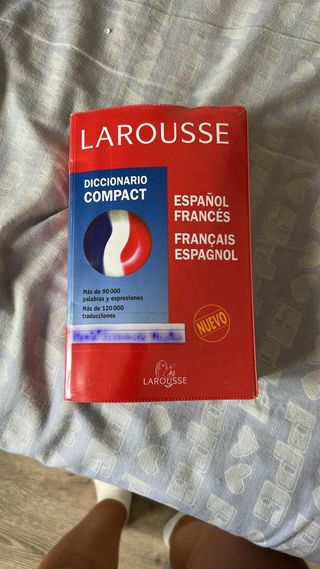 LAROUSSE
DICCIONARIO
COMPACT
ESPAÑOL
FRANCÉS
FRANÇAIS
ESPAGNOL
Más de 90 000
palabras y expresiones
Más de 120 000
traducciones
NUEVO
LAROUSSE